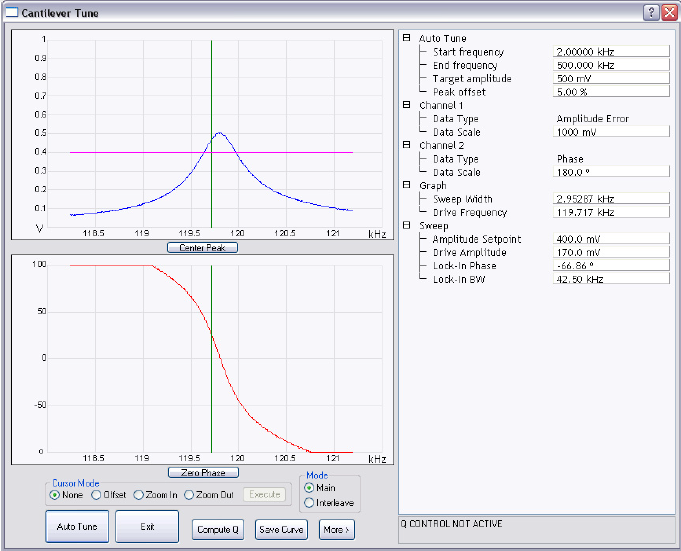 Cantilever Tune
1
0.9
0.8
0.7
0.6
0.5
0.4
0.3
0.2
0.1
V
118.5 119 119.5 120 120.5 121 kHz
Center Peak
100
50
0
-50
0
118.5 119 119.5 120 120.5 121 kHz
Zero Phase
Cursor Mode
None Offset Zoom In Zoom Out Execute
Mode
Main
Interleave
Auto Tune Exit Compute Q Save Curve More >
Auto Tune
Start frequency 2.00000 kHz
End frequency 500.000 kHz
Target amplitude 500 mV
Peak offset 5.00 %
Channel 1
Data Type Amplitude Error
Data Scale 1000 mV
Channel 2
Data Type Phase
Data Scale 180.0 °
Graph
Sweep Width 2.95287 kHz
Drive Frequency 119.717 kHz
Sweep
Amplitude Setpoint 400.0 mV
Drive Amplitude 170.0 mV
Lock-In Phase -66.86 °
Lock-In BW 42.50 kHz
Q CONTROL NOT ACTIVE